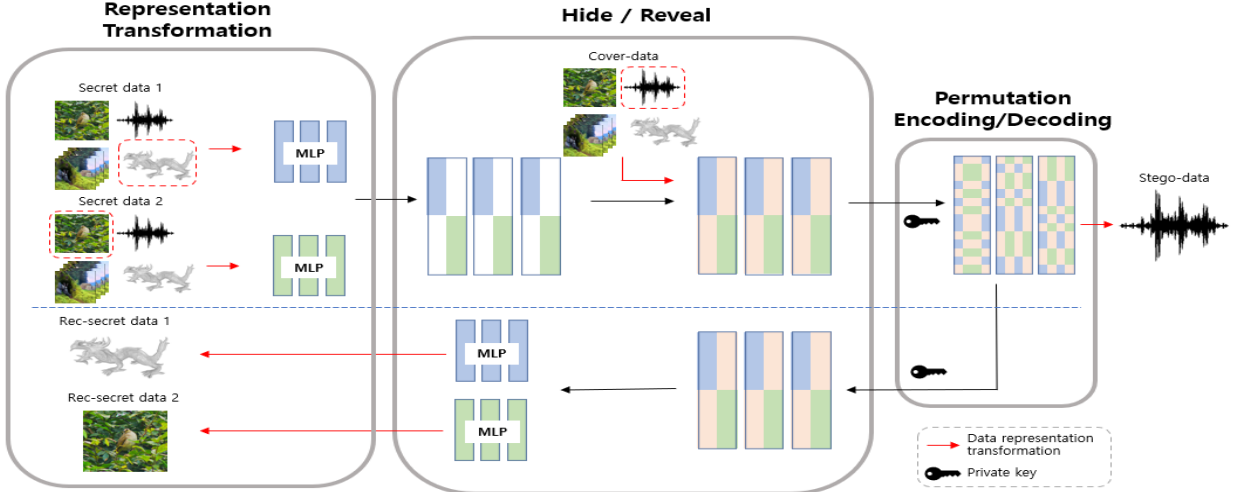 Representation
Transformation
Hide / Reveal
Permutation
Encoding/Decoding
Secret data 1
MLP
Secret data 2
MLP
Cover-data
Stego-data
Rec-secret data 1
MLP
Rec-secret data 2
MLP
Data representation
transformation
Private key